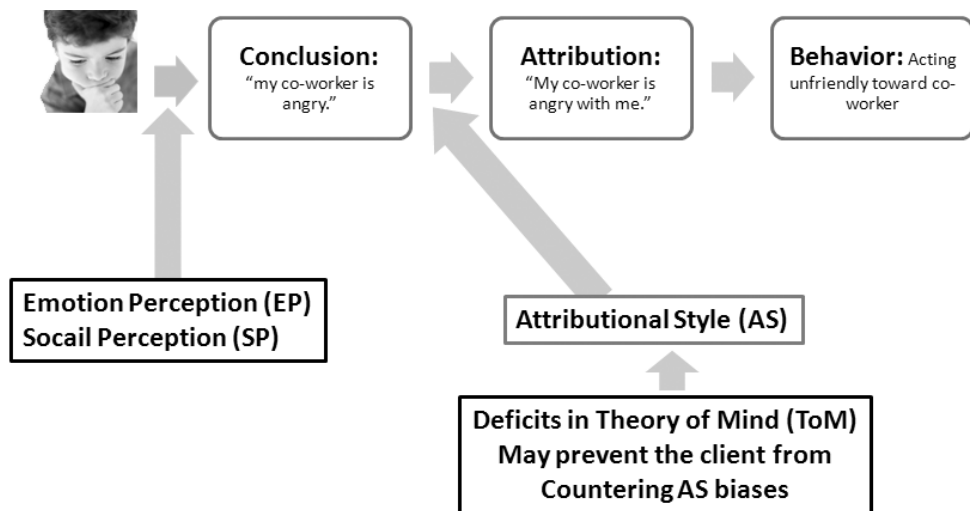 Conclusion:
“my co-worker is
angry.”
Attribution:
“My co-worker is
angry with me.”
Behavior: Acting
unfriendly toward co-
worker
Emotion Perception (EP)
Socail Perception (SP)
Attributional Style (AS)
Deficits in Theory of Mind (ToM)
May prevent the client from
Countering AS biases